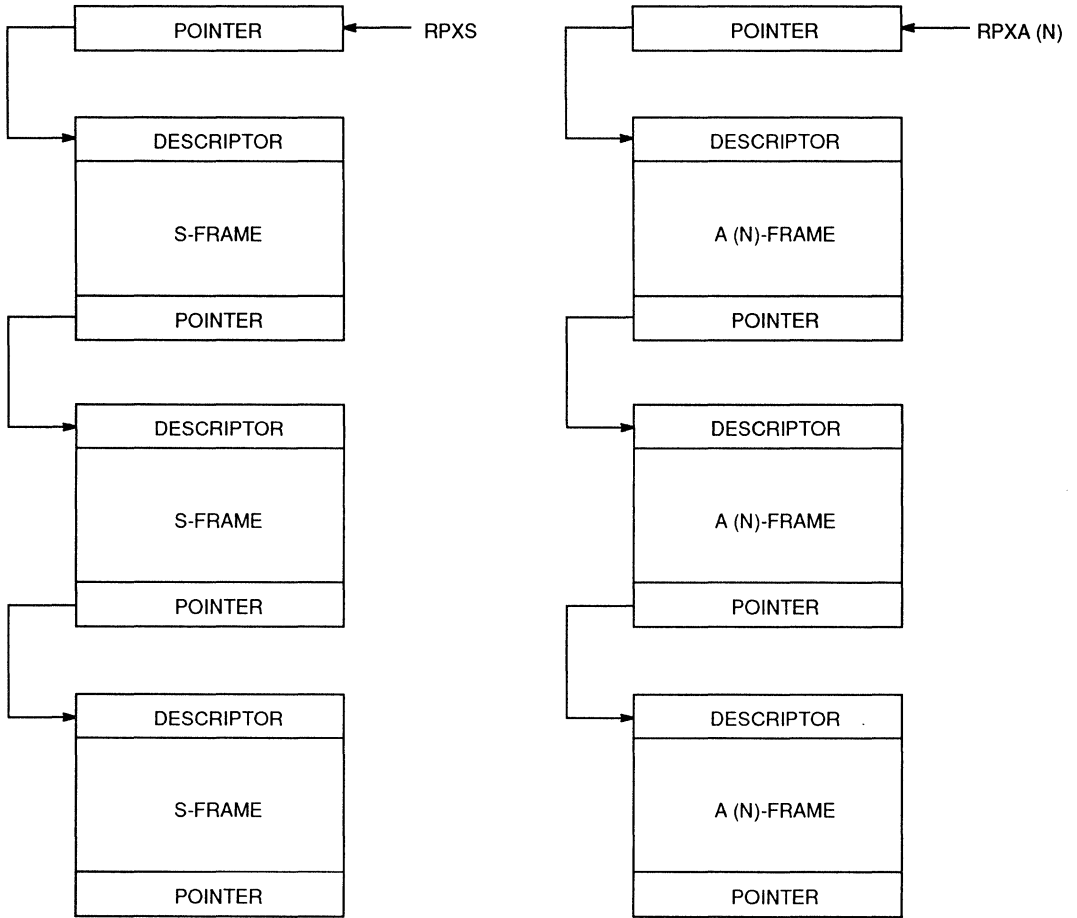 POINTER
RPXS
DESCRIPTOR
S-FRAME
POINTER
DESCRIPTOR
S-FRAME
POINTER
DESCRIPTOR
S-FRAME
POINTER
POINTER
RPXA (N)
DESCRIPTOR
A (N)-FRAME
POINTER
DESCRIPTOR
A (N)-FRAME
POINTER
DESCRIPTOR
A (N)-FRAME
POINTER